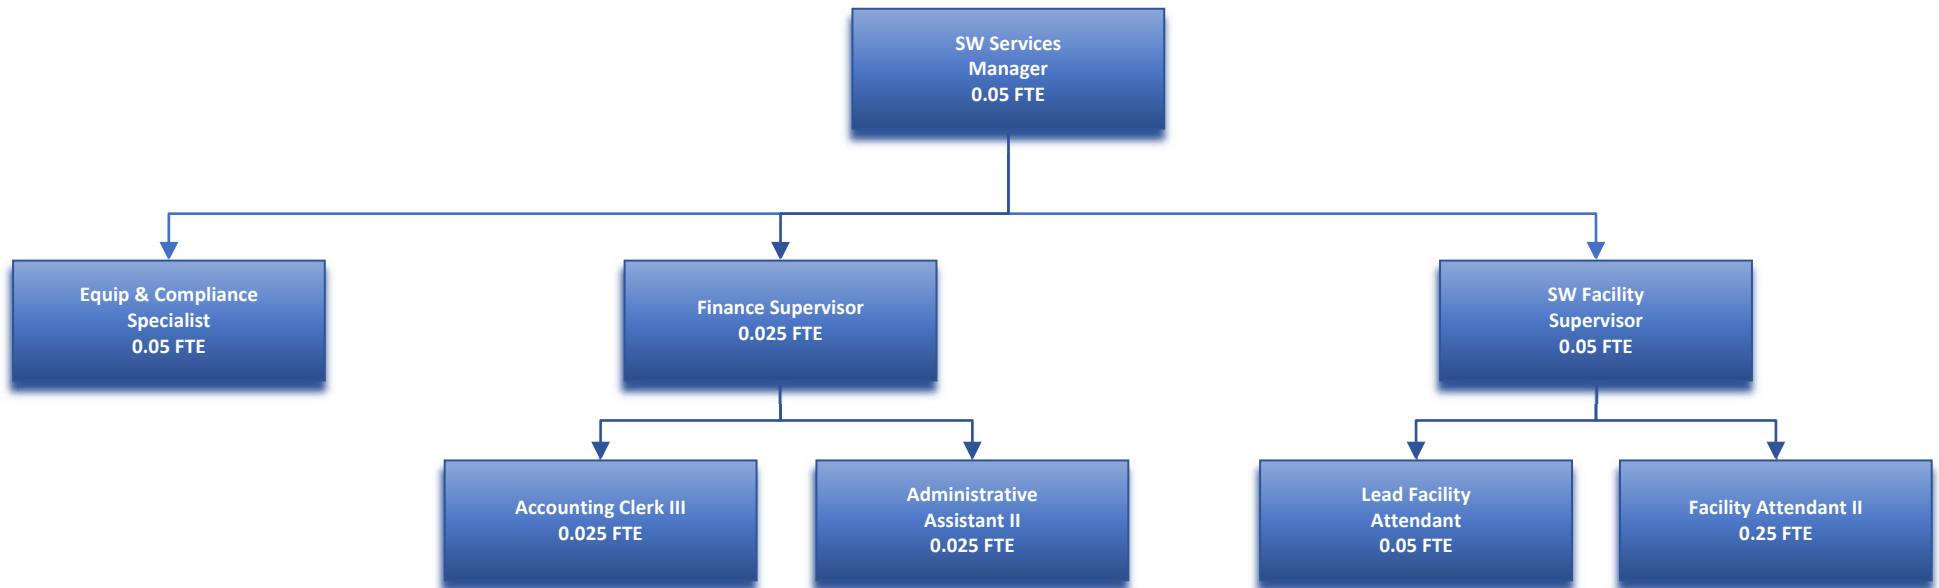 SW Services
Manager
0.05 FTE
Equip & Compliance
Specialist
0.05 FTE
Finance Supervisor
0.025 FTE
SW Facility
Supervisor
0.05 FTE
Accounting Clerk III
0.025 FTE
Administrative
Assistant II
0.025 FTE
Lead Facility
Attendant
0.05 FTE
Facility Attendant II
0.25 FTE